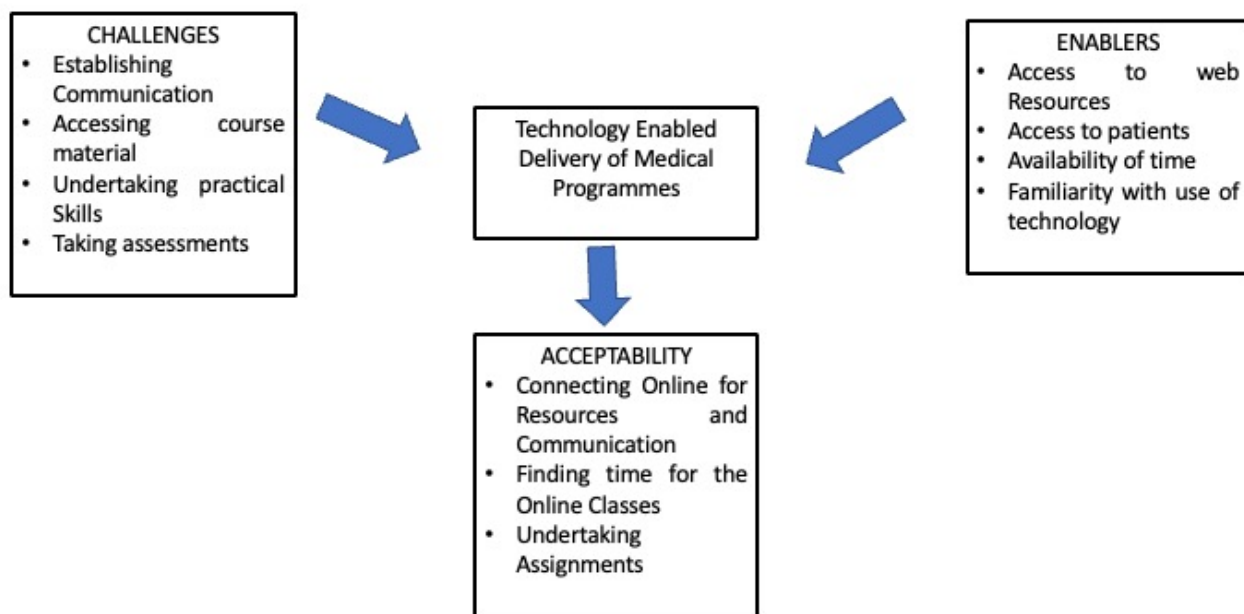 CHALLENGES
• Establishing
Communication
• Accessing course
material
• Undertaking practical
Skills
• Taking assessments
Technology Enabled
Delivery of Medical
Programmes
ENABLERS
• Access to web
Resources
• Access to patients
• Availability of time
• Familiarity with use of
technology
ACCEPTABILITY
• Connecting Online for
Resources and
Communication
• Finding time for the
Online Classes
• Undertaking
Assignments